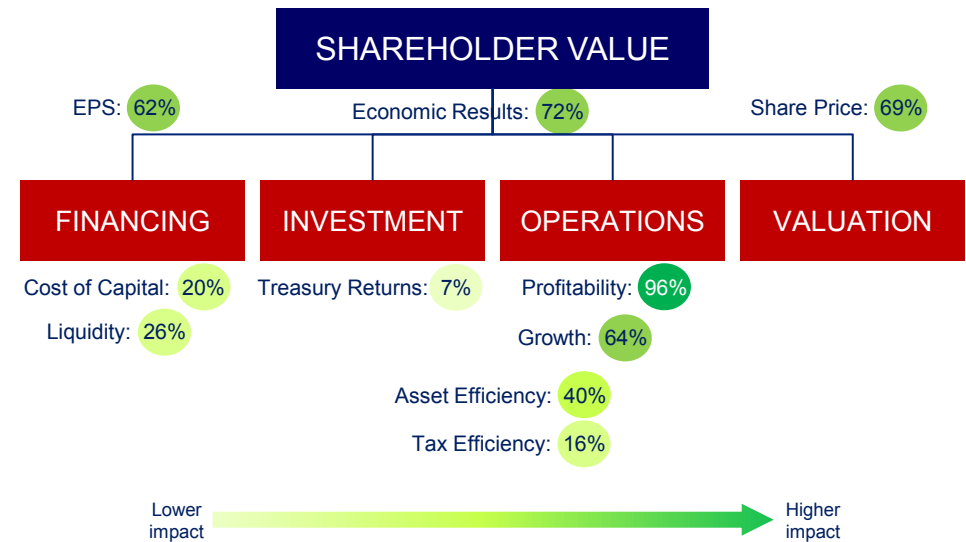 SHAREHOLDER VALUE
EPS: 62%
Economic Results: 72%
Share Price: 69%
FINANCING
INVESTMENT
OPERATIONS
VALUATION
Cost of Capital: 20%
Treasury Returns: 7%
Profitability: 96%
Liquidity: 26%
Growth: 64%
Asset Efficiency: 40%
Tax Efficiency: 16%
Lower
impact
Higher
impact